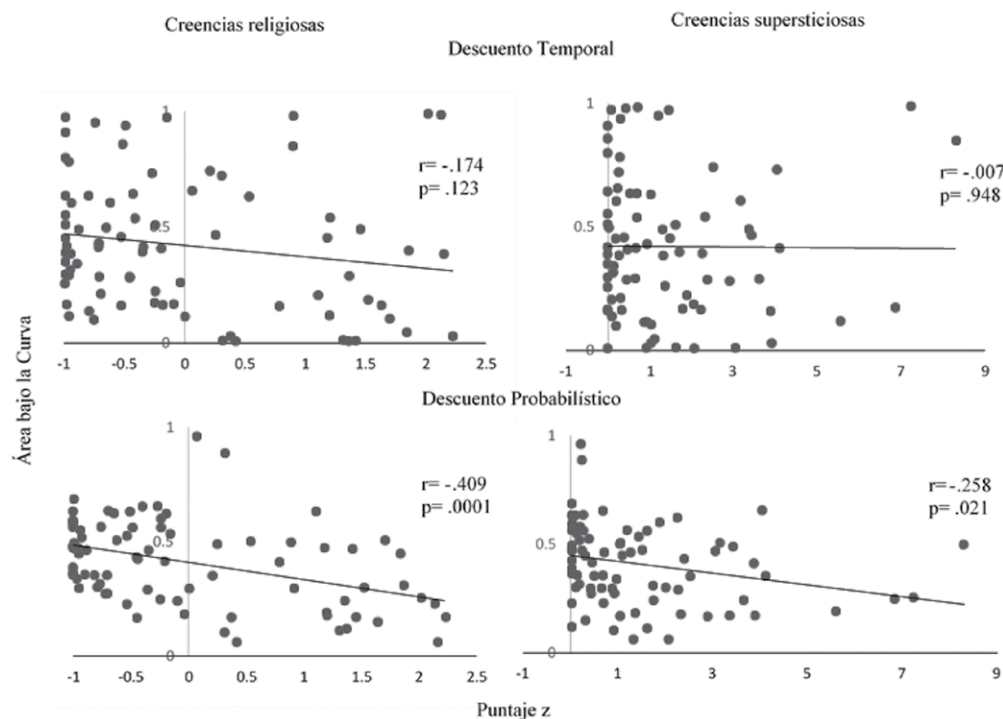 Creencias religiosas
Creencias supersticiosas
Descuento Temporal
1
0.5
0
-1
-0.5
0
0.5
1
1.5
2
2.5
r= -.174
p= .123
1
0.5
0
-1
1
3
5
7
9
r= -.007
p= .948
Área bajo la Curva
Descuento Probabilístico
1
0.5
0
-1
-0.5
0
0.5
1
1.5
2
2.5
r= -.409
p= .0001
1
0.5
0
-1
1
3
5
7
9
r= -.258
p= .021
Puntaje z